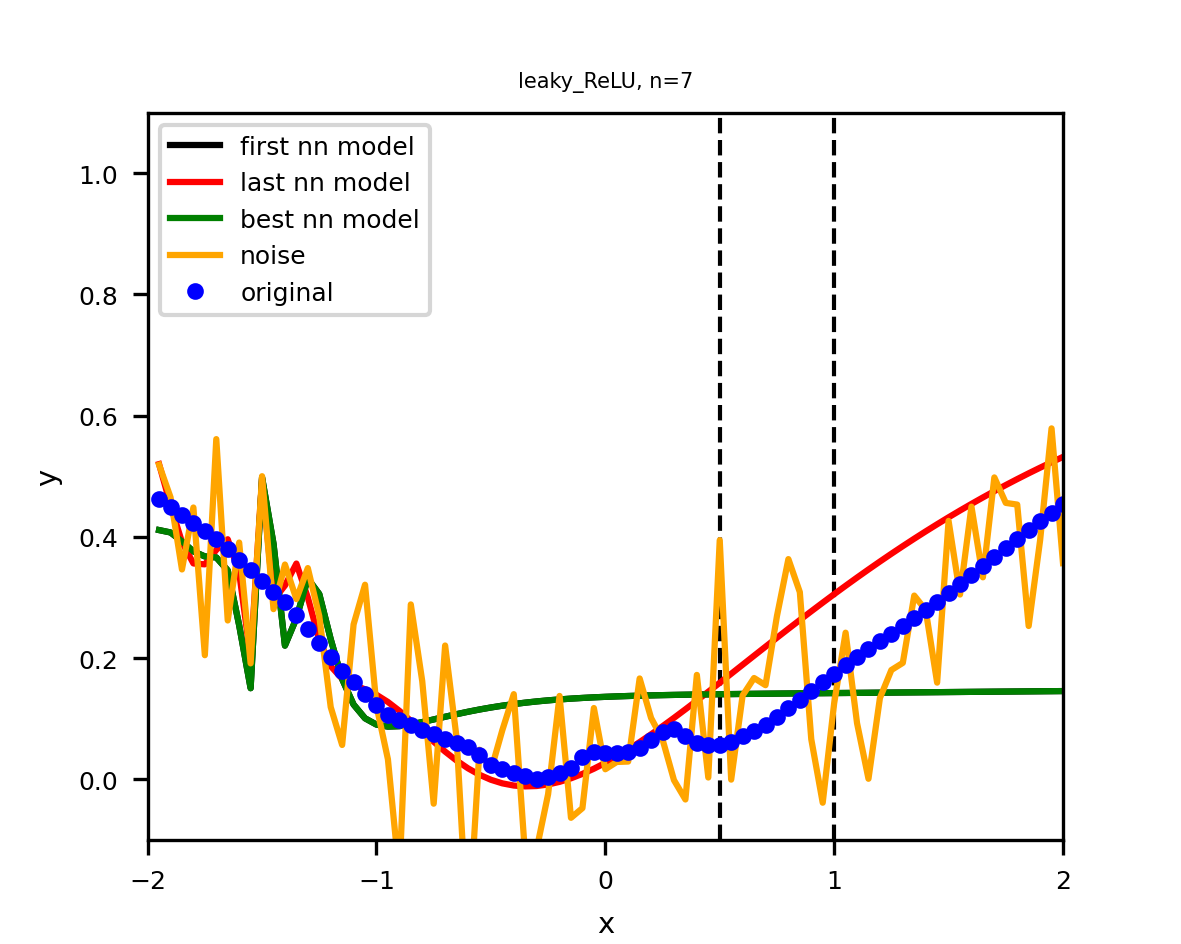 leaky_ReLU, n=7
first nn model
last nn model
best nn model
noise
original
1.0
0.8
0.6
0.4
0.2
0.0
y
−2
−1
0
1
2
x